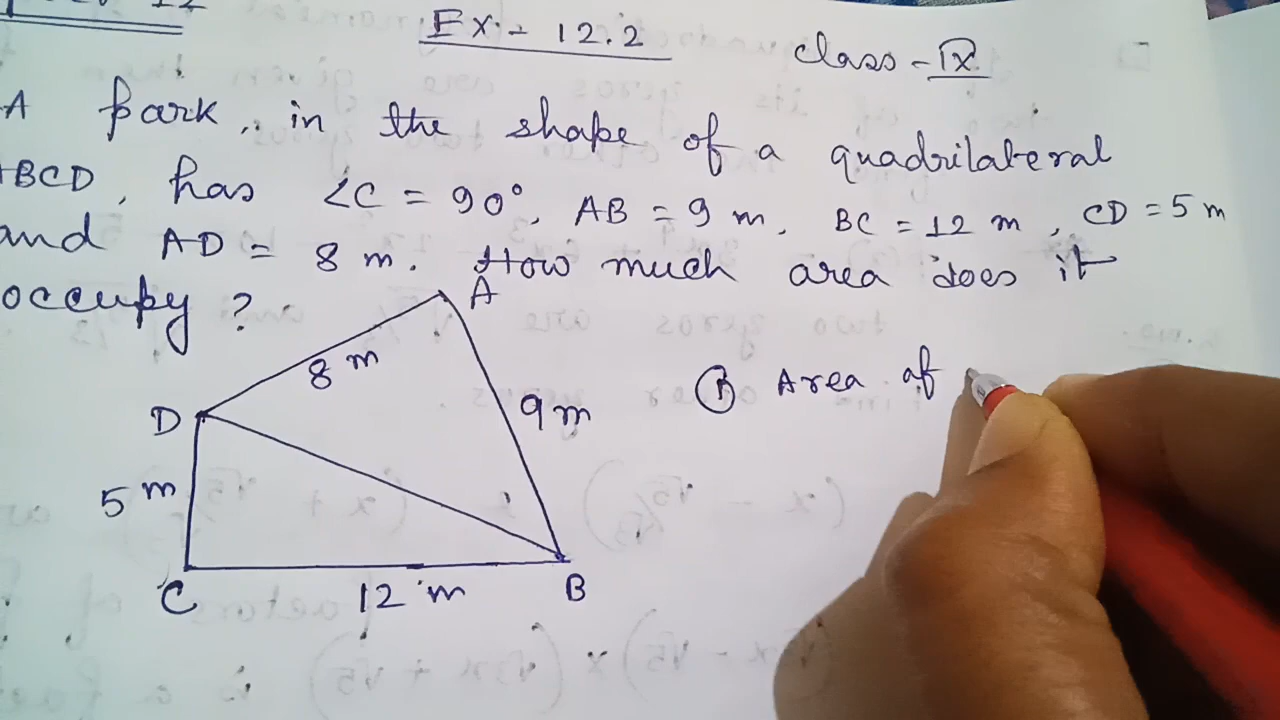 Ex:- 12.2
class - IX
A park, in the shape of a quadrilateral
ABCD, has ∠C = 90°, AB = 9 m, BC = 12 m, CD = 5 m
and AD = 8 m. How much area does it
occupy?
A
8 m
D
9 m
5 m
C
12 m
B
① Area of